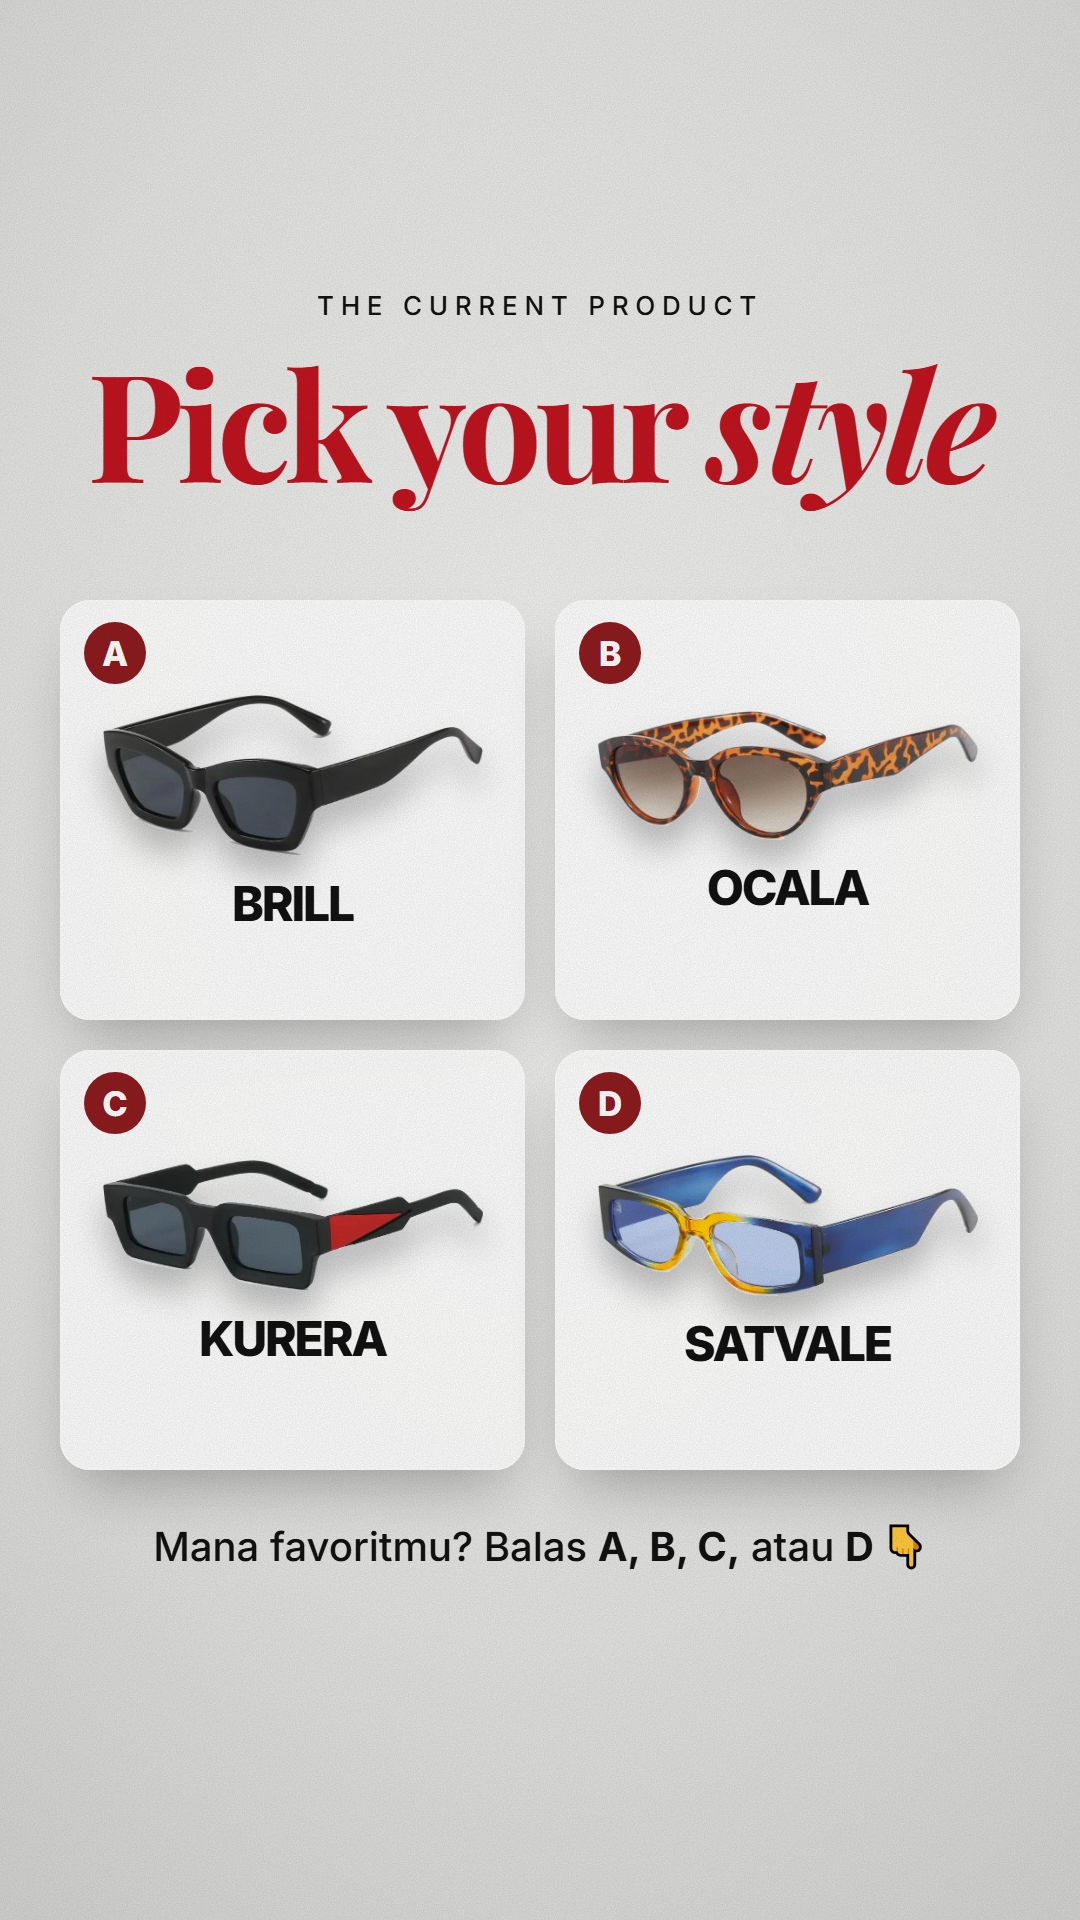 THE CURRENT PRODUCT
Pick your style
A
B
BRILL
OCALA
C
D
KURERA
SATVALE
Mana favoritmu? Balas A, B, C, atau D 👇